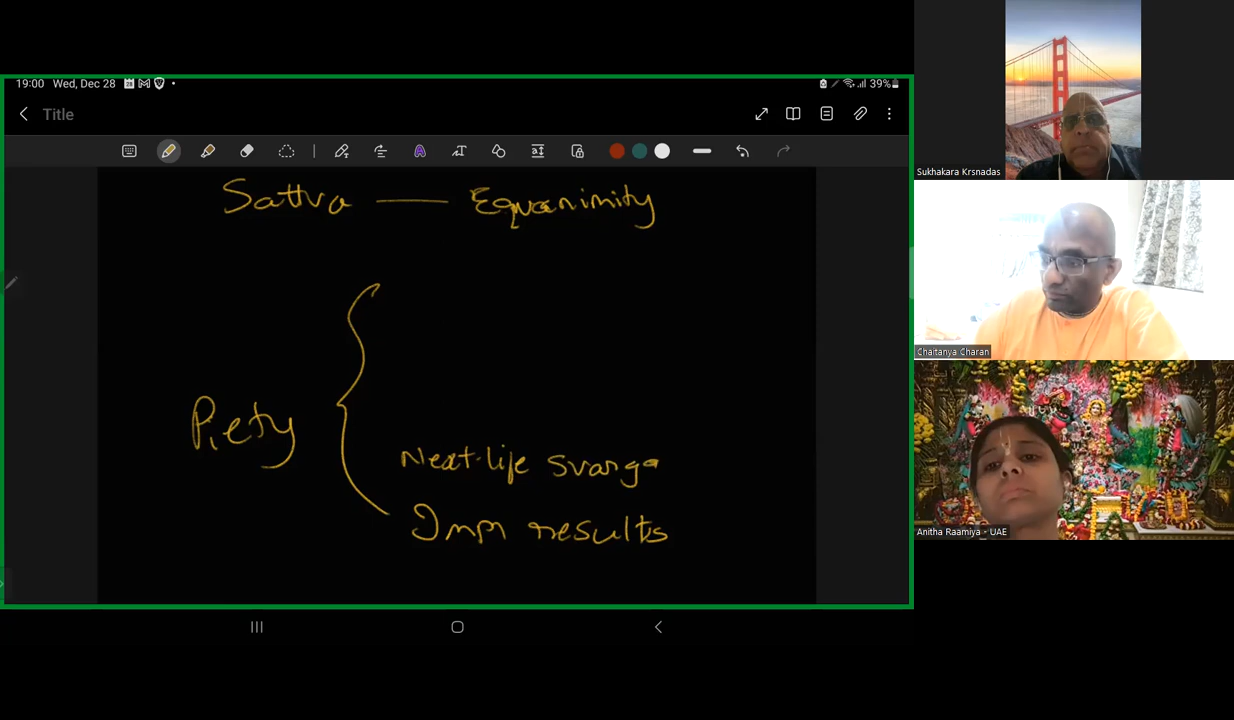 19:00 Wed, Dec 28
39%
Title
Sattva — Equanimity
Piety
Next-life svarga
Imm results
Sukhakara Krsnadas
Chaitanya Charan
Anitha Raamiya - UAE